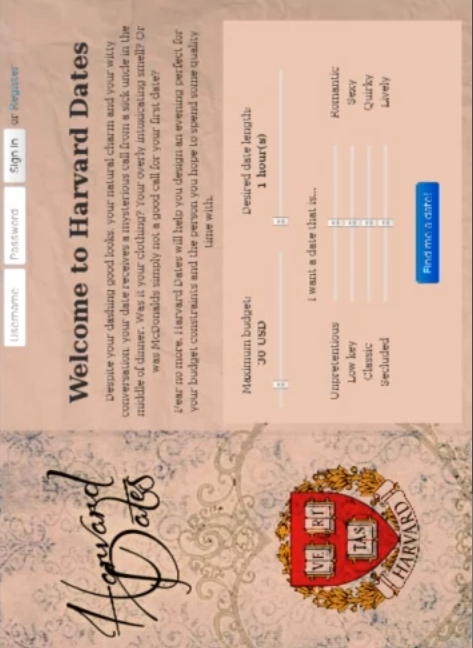 Username Password Sign in or Register
Harvard
Dates
VE RI
TAS
HARVARD
Welcome to Harvard Dates
Despite your dashing good looks, your natural charm and your witty
conversation, your date receives a mysterious call from a sick uncle in the
middle of dinner. Was it your clothing? Your overly intoxicating smell? Or
was McDonalds simply not a good call for your first date?
Fear no more, Harvard Dates will help you design an evening perfect for
your budget constraints and the person you hope to spend some quality
time with.
Maximum budget: Desired date length:
30 USD 1 hour(s)
I want a date that is...
Unpretentious Romantic
Low key Sexy
Classic Quirky
Secluded Lively
Find me a date!